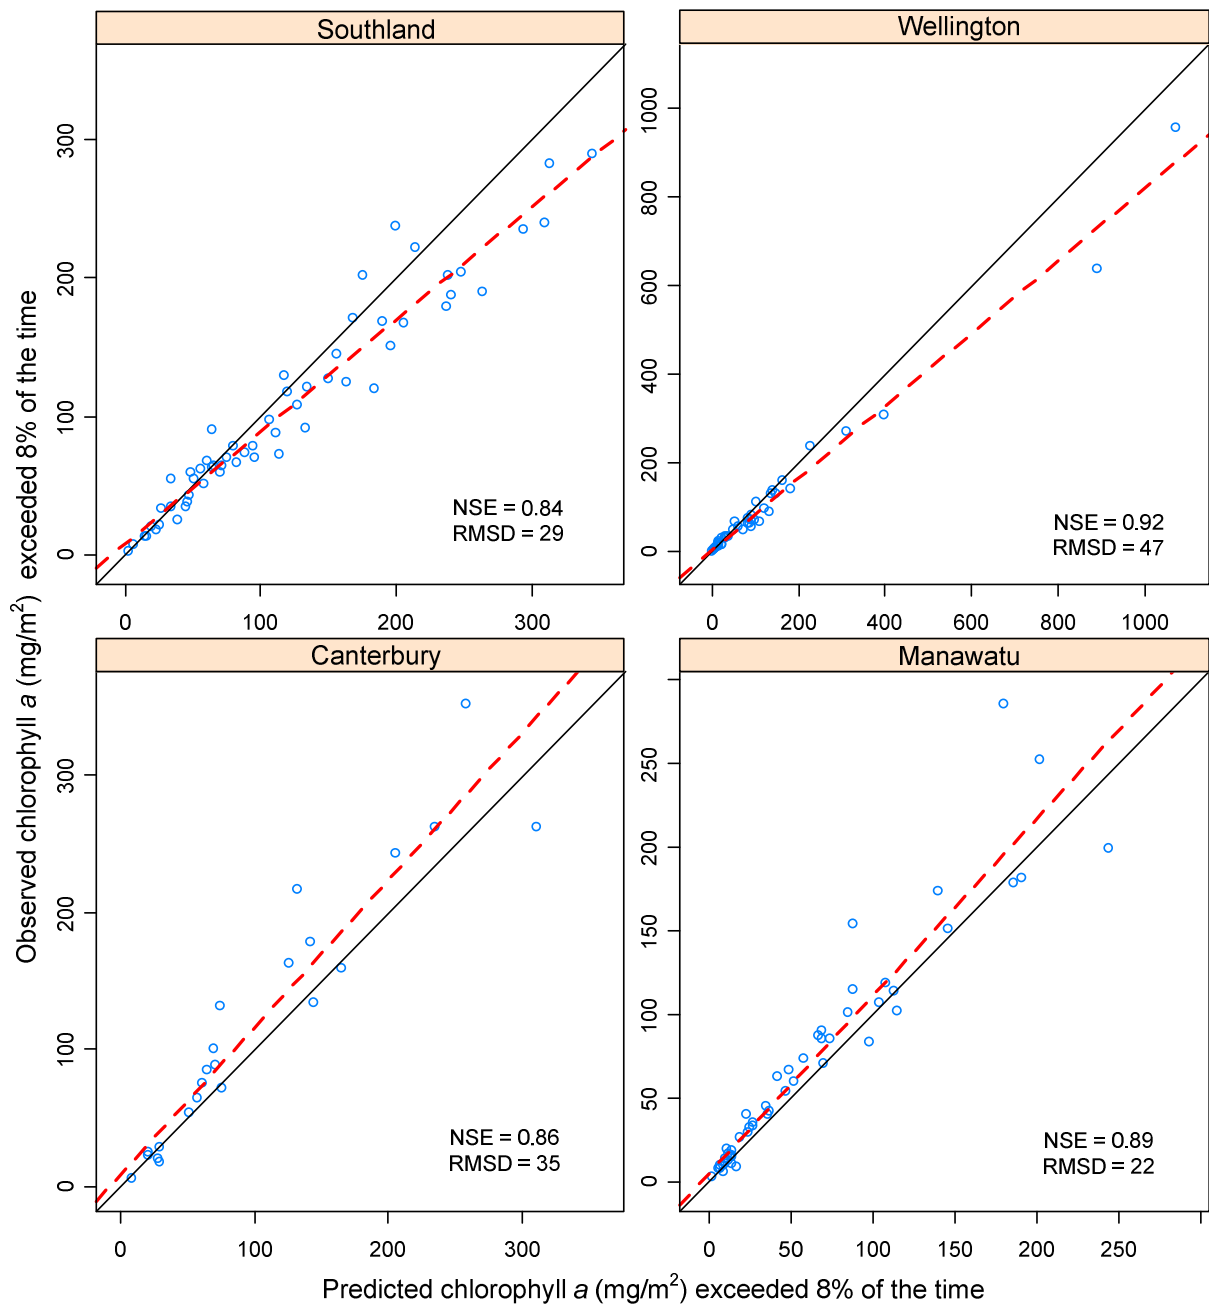 Southland
Wellington
300
200
100
0
NSE = 0.84
RMSD = 29
0 100 200 300
1000
800
600
400
200
0
NSE = 0.92
RMSD = 47
0 200 400 600 800 1000
Observed chlorophyll a (mg/m²) exceeded 8% of the time
Canterbury
Manawatu
300
200
100
0
NSE = 0.86
RMSD = 35
0 100 200 300
250
200
150
100
50
0
NSE = 0.89
RMSD = 22
0 50 100 150 200 250
Predicted chlorophyll a (mg/m²) exceeded 8% of the time